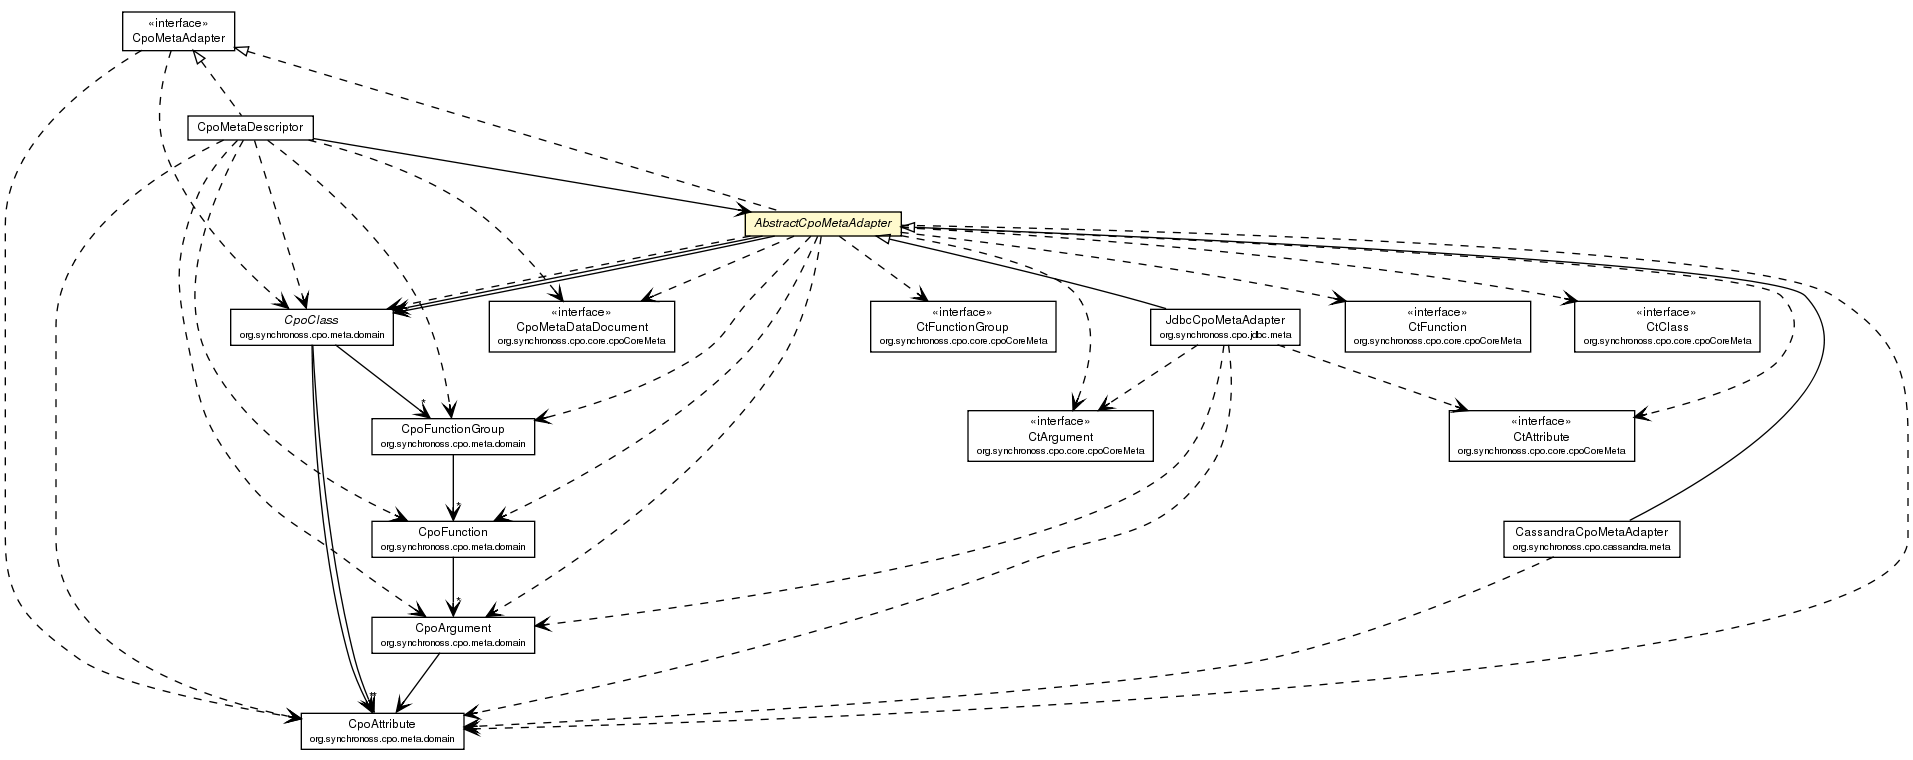 «interface»
CpoMetaAdapter
CpoMetaDescriptor
AbstractCpoMetaAdapter
CpoClass
org.synchronoss.cpo.meta.domain
«interface»
CpoMetaDataDocument
org.synchronoss.cpo.core.cpoCoreMeta
«interface»
CtFunctionGroup
org.synchronoss.cpo.core.cpoCoreMeta
JdbcCpoMetaAdapter
org.synchronoss.cpo.jdbc.meta
«interface»
CtFunction
org.synchronoss.cpo.core.cpoCoreMeta
«interface»
CtClass
org.synchronoss.cpo.core.cpoCoreMeta
*
CpoFunctionGroup
org.synchronoss.cpo.meta.domain
«interface»
CtArgument
org.synchronoss.cpo.core.cpoCoreMeta
«interface»
CtAttribute
org.synchronoss.cpo.core.cpoCoreMeta
*
CpoFunction
org.synchronoss.cpo.meta.domain
CassandraCpoMetaAdapter
org.synchronoss.cpo.cassandra.meta
*
CpoArgument
org.synchronoss.cpo.meta.domain
**
CpoAttribute
org.synchronoss.cpo.meta.domain